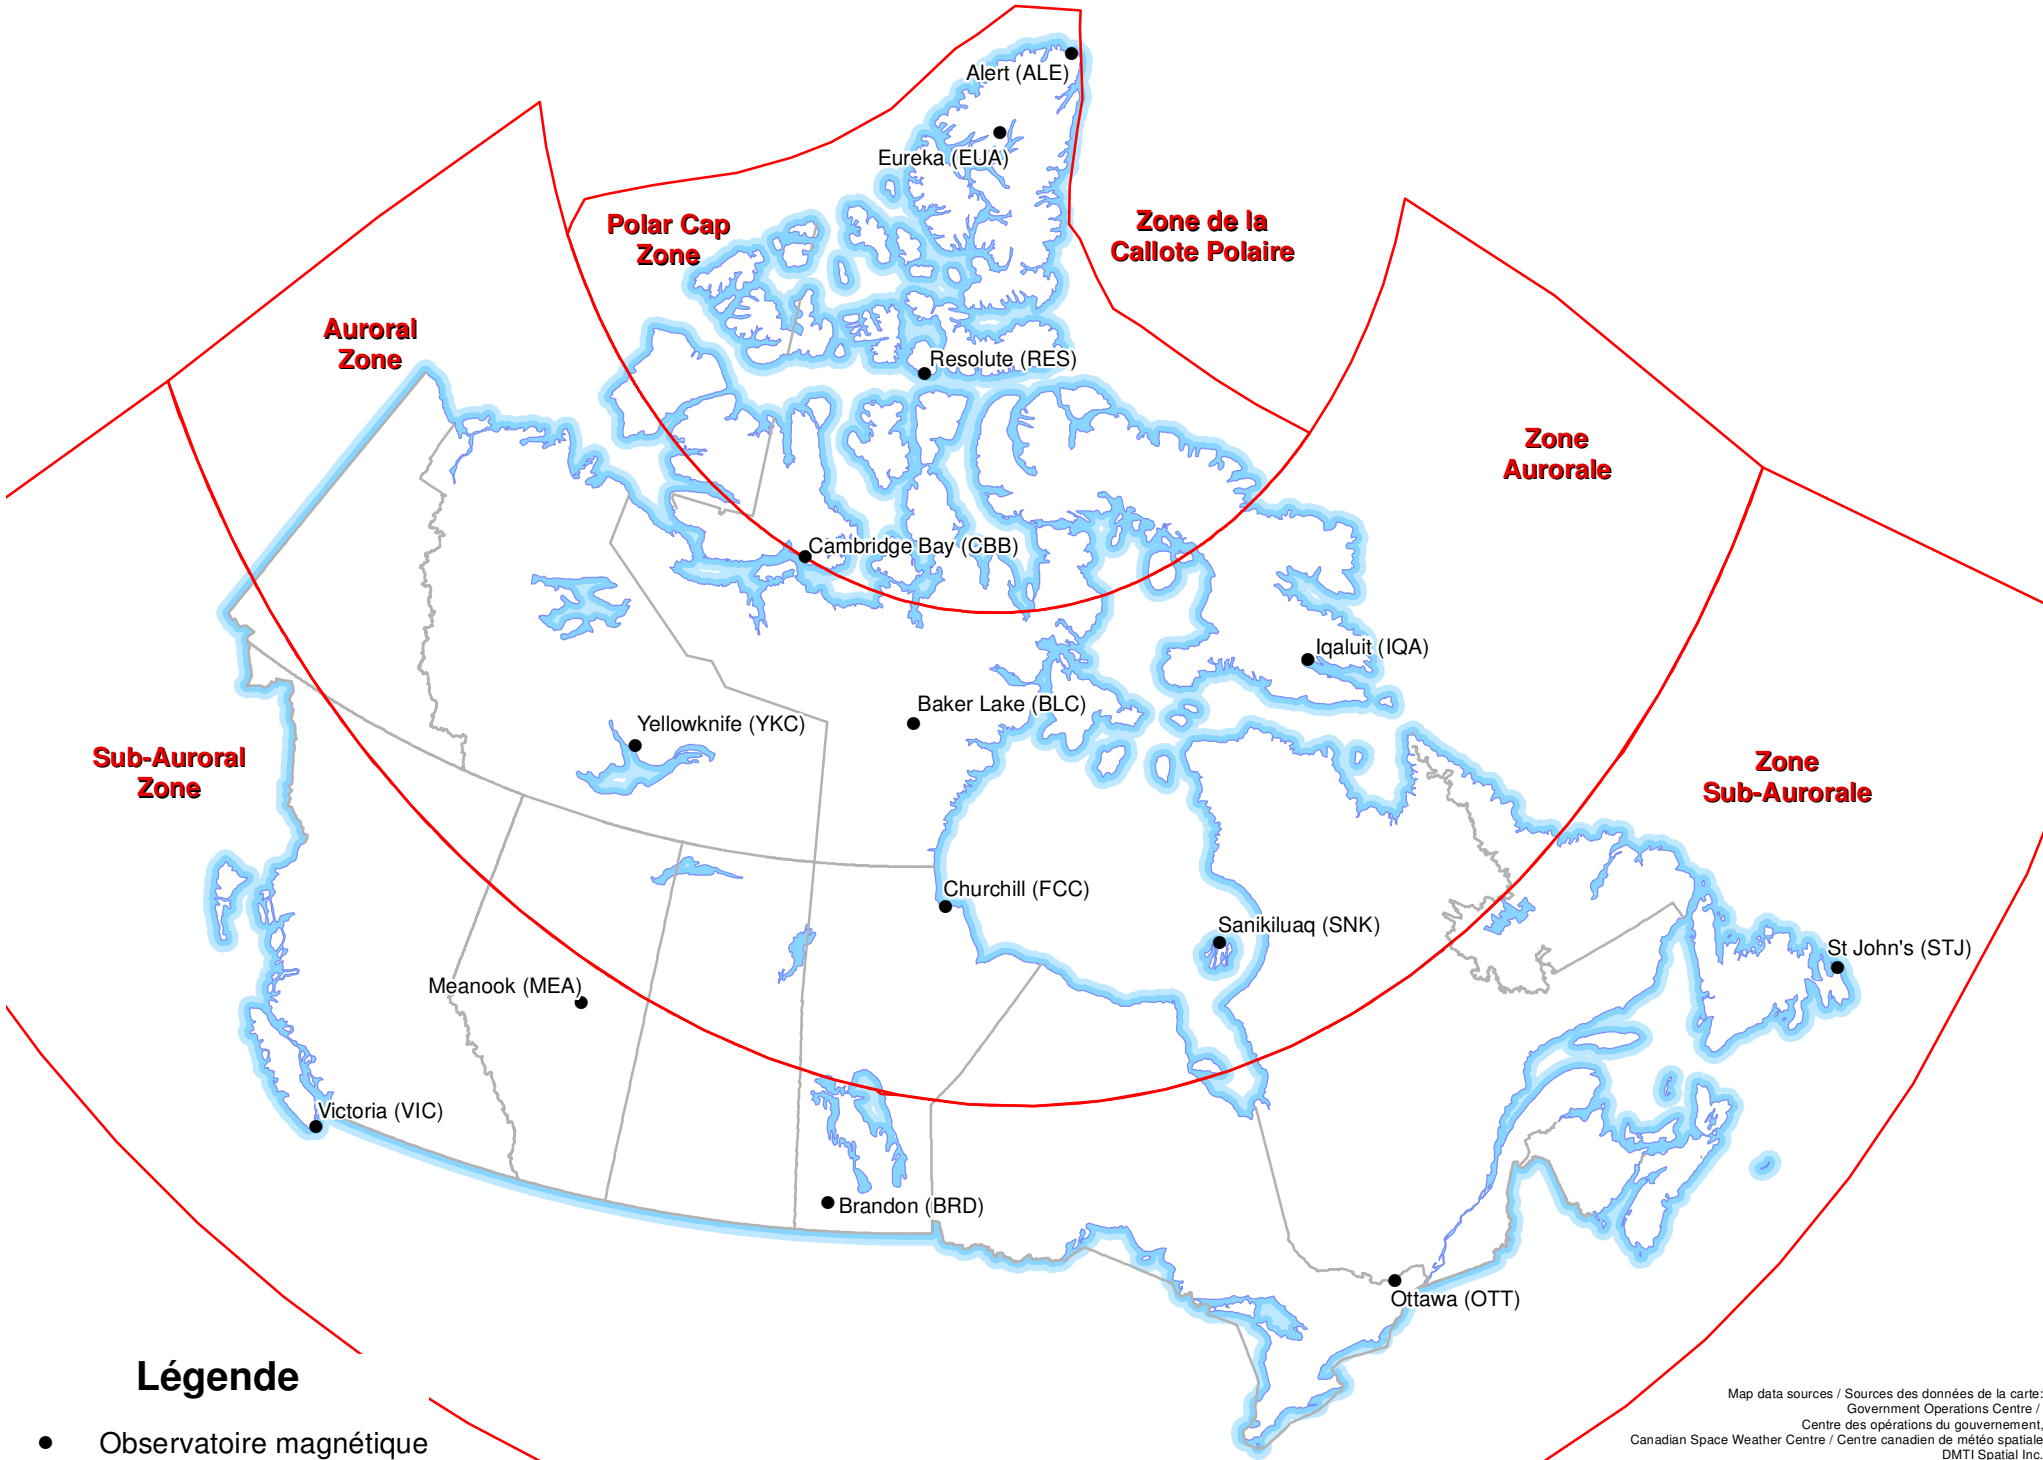 Alert (ALE)
Eureka (EUA)
Polar Cap
Zone
Zone de la
Callote Polaire
Auroral
Zone
Resolute (RES)
Zone
Aurorale
Cambridge Bay (CBB)
Iqaluit (IQA)
Baker Lake (BLC)
Yellowknife (YKC)
Sub-Auroral
Zone
Zone
Sub-Aurorale
Churchill (FCC)
Sanikiluaq (SNK)
St John's (STJ)
Meanook (MEA)
Victoria (VIC)
Brandon (BRD)
Ottawa (OTT)
Légende
Observatoire magnétique
Map data sources / Sources des données de la carte:
Government Operations Centre /
Centre des opérations du gouvernement,
Canadian Space Weather Centre / Centre canadien de météo spatiale
DMTI Spatial Inc.